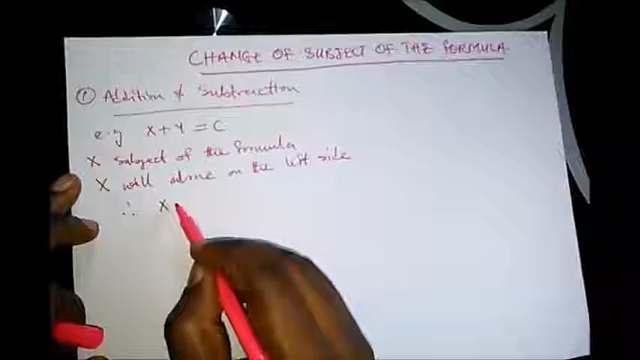 CHANGE OF SUBJECT OF THE FORMULA
① Addition & Subtraction
e.g x + y = C
x subject of the formula
x will alone on the left side
∴ x